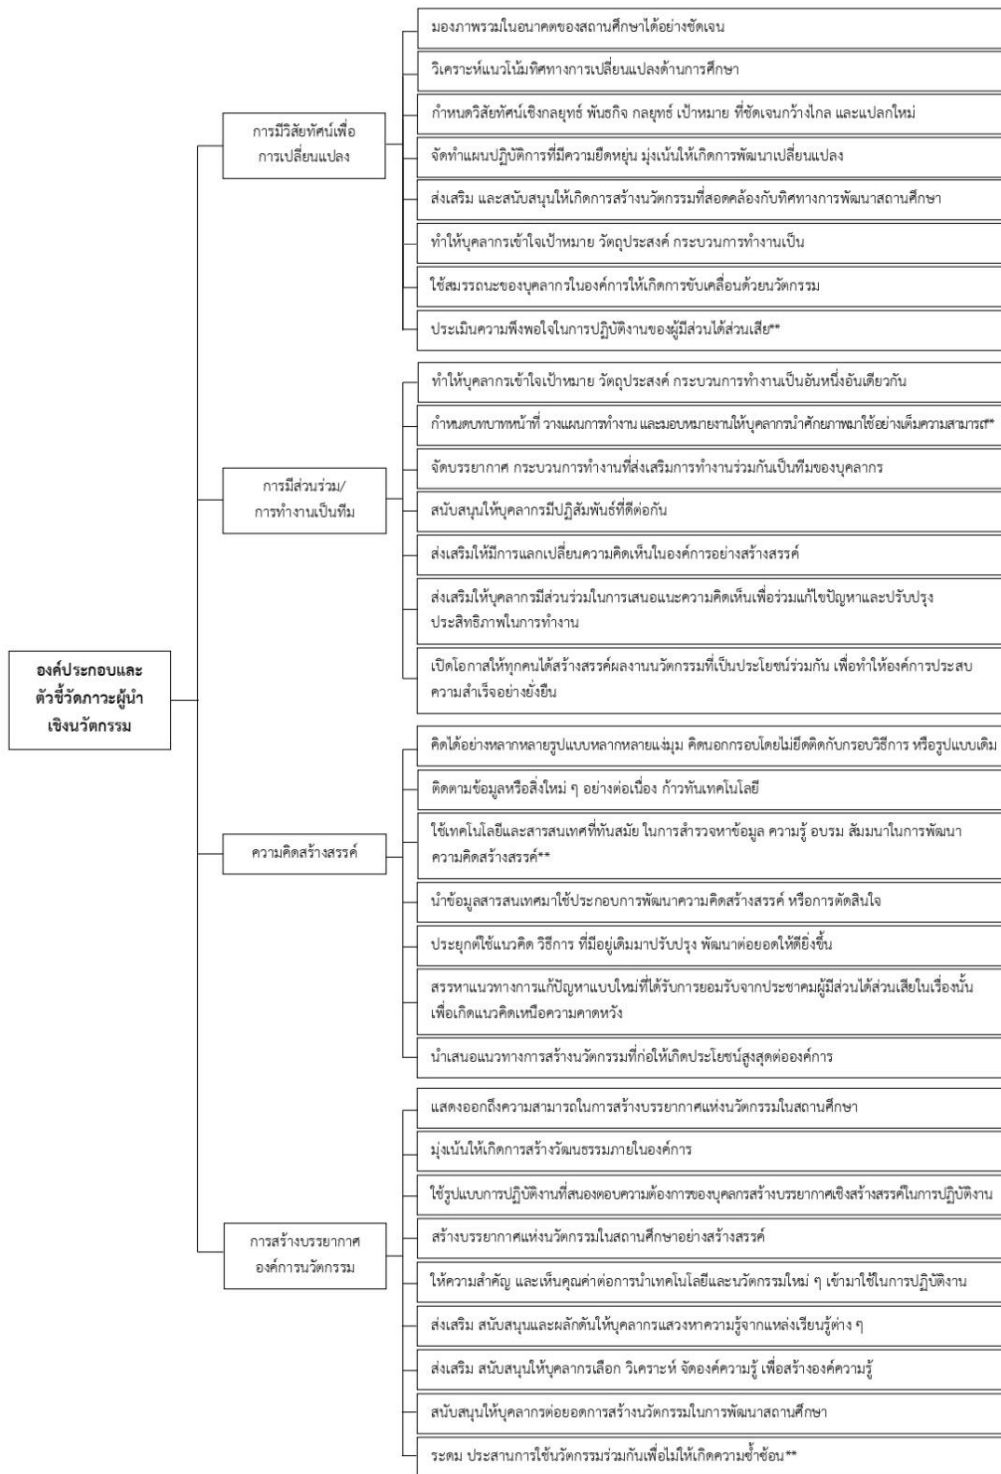 มองภาพรวมในอนาคตของสถานศึกษาได้อย่างชัดเจน
วิเคราะห์แนวโน้มทิศทางการเปลี่ยนแปลงด้านการศึกษา
กำหนดวิสัยทัศน์เชิงกลยุทธ์ พันธกิจ กลยุทธ์ เป้าหมาย ที่ชัดเจนกว้างไกล และแปลกใหม่
การมีวิสัยทัศน์เพื่อ
การเปลี่ยนแปลง
จัดทำแผนปฏิบัติการที่มีความยืดหยุ่น มุ่งเน้นให้เกิดการพัฒนาเปลี่ยนแปลง
ส่งเสริม และสนับสนุนให้เกิดการสร้างนวัตกรรมที่สอดคล้องกับทิศทางการพัฒนาสถานศึกษา
ทำให้บุคลากรเข้าใจเป้าหมาย วัตถุประสงค์ กระบวนการทำงานเป็น
ใช้สมรรถนะของบุคลากรในองค์การให้เกิดการขับเคลื่อนด้วยนวัตกรรม
ประเมินความพึงพอใจในการปฏิบัติงานของผู้มีส่วนได้ส่วนเสีย**
ทำให้บุคลากรเข้าใจเป้าหมาย วัตถุประสงค์ กระบวนการทำงานเป็นอันหนึ่งอันเดียวกัน
กำหนดบทบาทหน้าที่ วางแผนการทำงาน และมอบหมายงานให้บุคลากรนำศักยภาพมาใช้อย่างเต็มความสามารถ**
จัดบรรยากาศ กระบวนการทำงานที่ส่งเสริมการทำงานร่วมกันเป็นทีมของบุคลากร
การมีส่วนร่วม/
การทำงานเป็นทีม
สนับสนุนให้บุคลากรมีปฏิสัมพันธ์ที่ดีต่อกัน
ส่งเสริมให้มีการแลกเปลี่ยนความคิดเห็นในองค์การอย่างสร้างสรรค์
ส่งเสริมให้บุคลากรมีส่วนร่วมในการเสนอแนะความคิดเห็นเพื่อร่วมแก้ไขปัญหาและปรับปรุง
ประสิทธิภาพในการทำงาน
เปิดโอกาสให้ทุกคนได้สร้างสรรค์ผลงานนวัตกรรมที่เป็นประโยชน์ร่วมกัน เพื่อทำให้องค์การประสบ
ความสำเร็จอย่างยั่งยืน
องค์ประกอบและ
ตัวชี้วัดภาวะผู้นำ
เชิงนวัตกรรม
คิดได้อย่างหลากหลายรูปแบบหลากหลายแง่มุม คิดนอกกรอบโดยไม่ยึดติดกับกรอบวิธีการ หรือรูปแบบเดิม
ติดตามข้อมูลหรือสิ่งใหม่ ๆ อย่างต่อเนื่อง ก้าวทันเทคโนโลยี
ใช้เทคโนโลยีและสารสนเทศที่ทันสมัย ในการสำรวจหาข้อมูล ความรู้ อบรม สัมมนาในการพัฒนา
ความคิดสร้างสรรค์**
ความคิดสร้างสรรค์
นำข้อมูลสารสนเทศมาใช้ประกอบการพัฒนาความคิดสร้างสรรค์ หรือการตัดสินใจ
ประยุกต์ใช้แนวคิด วิธีการ ที่มีอยู่เดิมมาปรับปรุง พัฒนาต่อยอดให้ดียิ่งขึ้น
สรรหาแนวทางการแก้ปัญหาแบบใหม่ที่ได้รับการยอมรับจากประชาคมผู้มีส่วนได้ส่วนเสียในเรื่องนั้น
เพื่อเกิดแนวคิดเหนือความคาดหวัง
นำเสนอแนวทางการสร้างนวัตกรรมที่ก่อให้เกิดประโยชน์สูงสุดต่อองค์การ
แสดงออกถึงความสามารถในการสร้างบรรยากาศแห่งนวัตกรรมในสถานศึกษา
มุ่งเน้นให้เกิดการสร้างวัฒนธรรมภายในองค์การ
ใช้รูปแบบการปฏิบัติงานที่สนองตอบความต้องการของบุคลกรสร้างบรรยากาศเชิงสร้างสรรค์ในการปฏิบัติงาน
สร้างบรรยากาศแห่งนวัตกรรมในสถานศึกษาอย่างสร้างสรรค์
การสร้างบรรยากาศ
องค์การนวัตกรรม
ให้ความสำคัญ และเห็นคุณค่าต่อการนำเทคโนโลยีและนวัตกรรมใหม่ ๆ เข้ามาใช้ในการปฏิบัติงาน
ส่งเสริม สนับสนุนและผลักดันให้บุคลากรแสวงหาความรู้จากแหล่งเรียนรู้ต่าง ๆ
ส่งเสริม สนับสนุนให้บุคลากรเลือก วิเคราะห์ จัดองค์ความรู้ เพื่อสร้างองค์ความรู้
สนับสนุนให้บุคลากรต่อยอดการสร้างนวัตกรรมในการพัฒนาสถานศึกษา
ระดม ประสานการใช้นวัตกรรมร่วมกันเพื่อไม่ให้เกิดความซ้ำซ้อน**